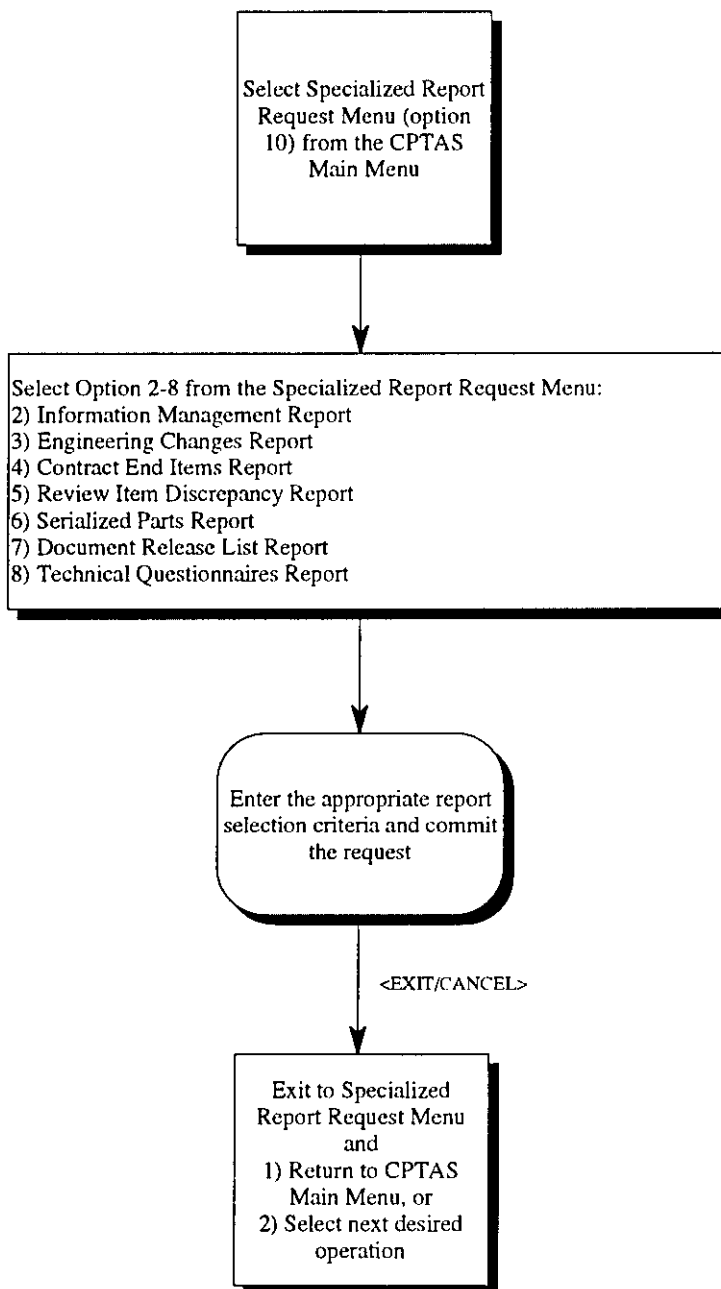 Select Specialized Report
Request Menu (option
10) from the CPTAS
Main Menu
Select Option 2-8 from the Specialized Report Request Menu:
2) Information Management Report
3) Engineering Changes Report
4) Contract End Items Report
5) Review Item Discrepancy Report
6) Serialized Parts Report
7) Document Release List Report
8) Technical Questionnaires Report
Enter the appropriate report
selection criteria and commit
the request
<EXIT/CANCEL>
Exit to Specialized
Report Request Menu
and
1) Return to CPTAS
Main Menu, or
2) Select next desired
operation